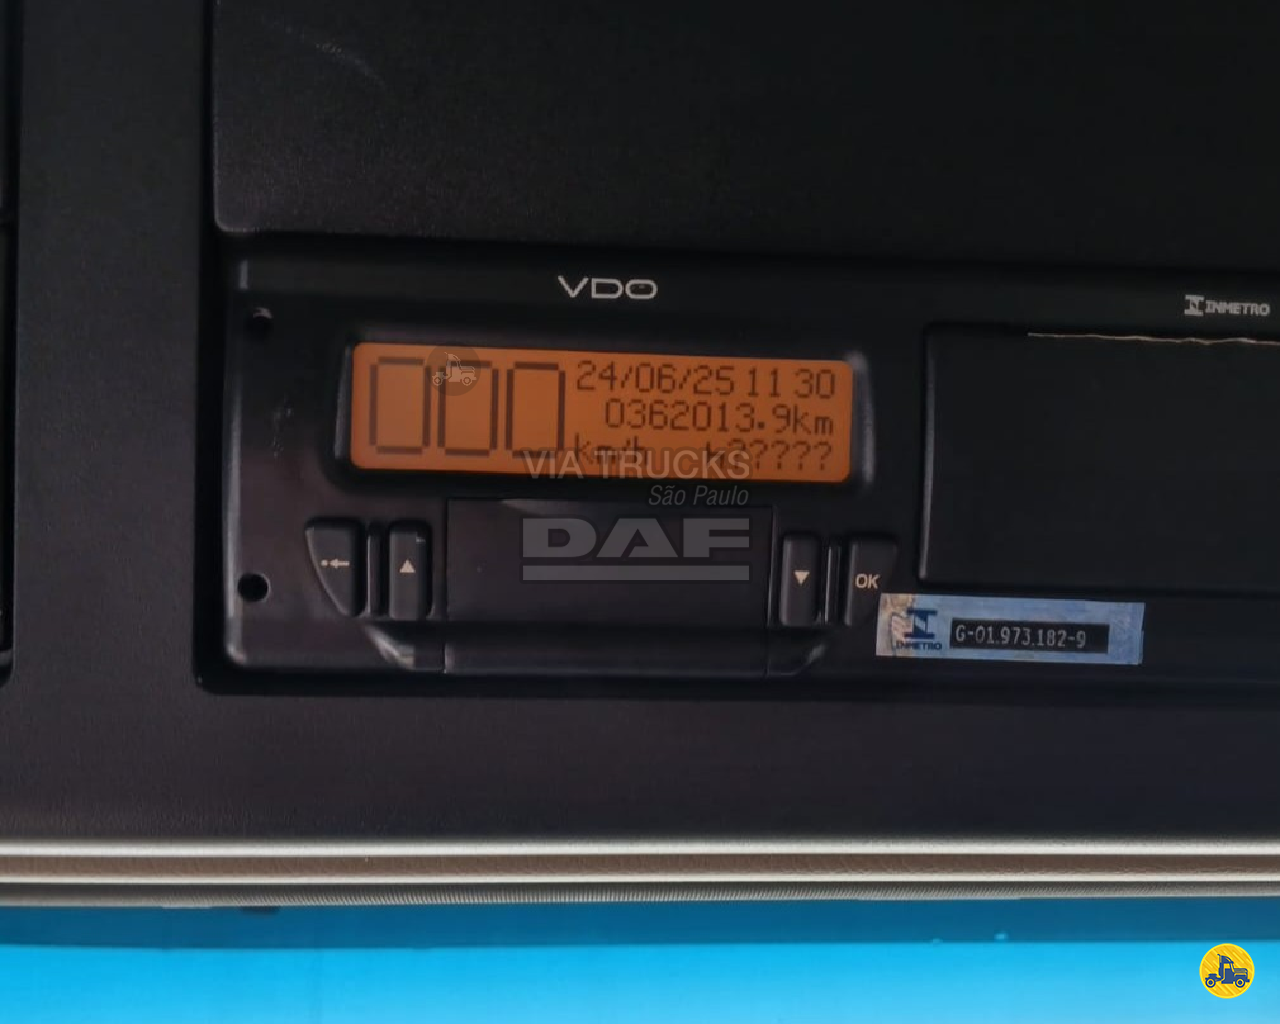 VDO
INMETRO
000
24/06/25 11 30
0362013.9km
km/h k?????
VIA TRUCKS
São Paulo
DAF
OK
INMETRO
G-01.973.182-9